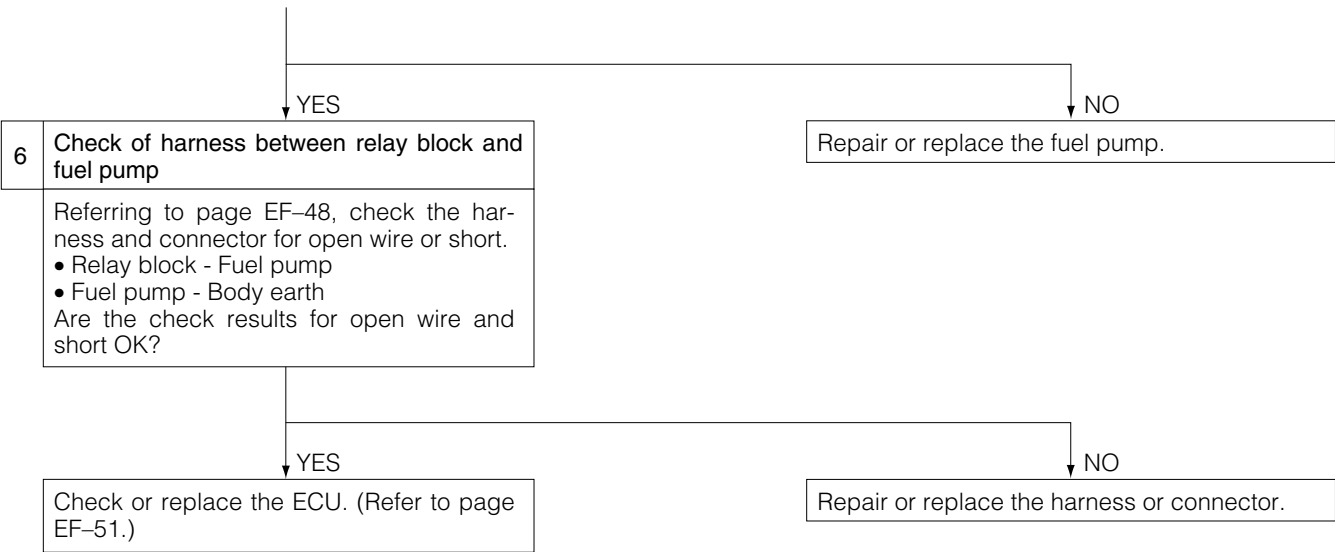 YES
NO
6
Check of harness between relay block and
fuel pump
Repair or replace the fuel pump.
Referring to page EF–48, check the har-
ness and connector for open wire or short.
• Relay block - Fuel pump
• Fuel pump - Body earth
Are the check results for open wire and
short OK?
YES
NO
Check or replace the ECU. (Refer to page
EF–51.)
Repair or replace the harness or connector.